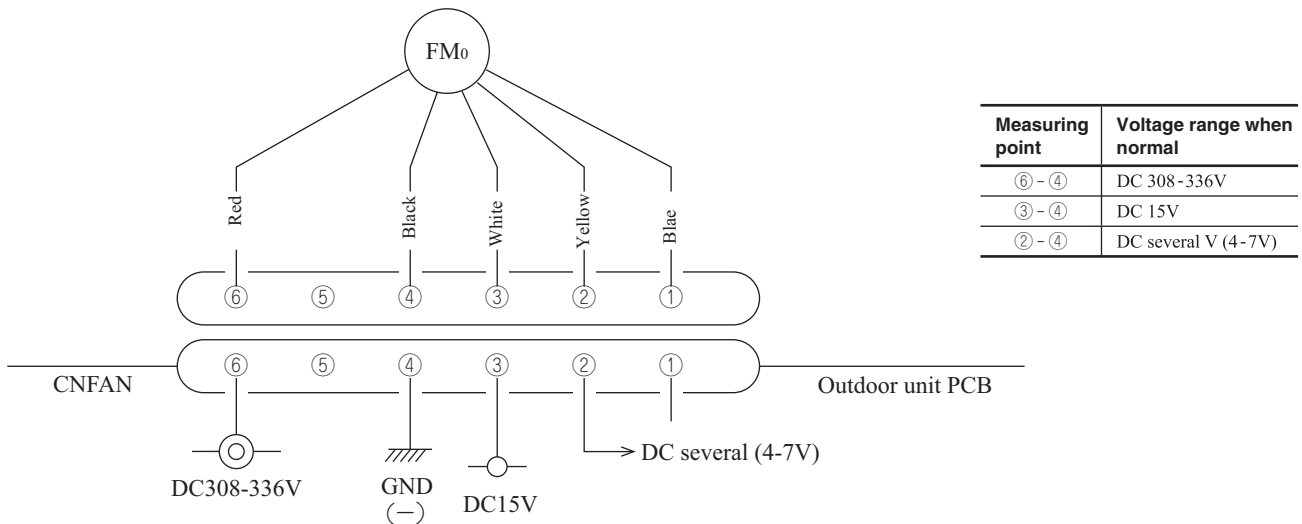 FM0
Red
Black
White
Yellow
Blae
⑥ ⑤ ④ ③ ② ①
⑥ ⑤ ④ ③ ② ①
CNFAN
Outdoor unit PCB
DC308-336V
GND
(—)
DC15V
DC several (4-7V)
Measuring point
Voltage range when normal
⑥ - ④
DC 308-336V
③ - ④
DC 15V
② - ④
DC several V (4-7V)